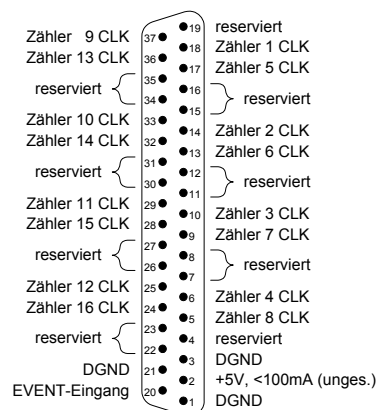 19 reserviert
Zähler 9 CLK 37
18 Zähler 1 CLK
Zähler 13 CLK 36
17 Zähler 5 CLK
35
16
reserviert
reserviert
34
15
Zähler 10 CLK 33
14 Zähler 2 CLK
Zähler 14 CLK 32
13 Zähler 6 CLK
31
12
reserviert
reserviert
30
11
Zähler 11 CLK 29
10 Zähler 3 CLK
Zähler 15 CLK 28
9 Zähler 7 CLK
27
8
reserviert
reserviert
26
7
Zähler 12 CLK 25
6 Zähler 4 CLK
Zähler 16 CLK 24
5 Zähler 8 CLK
23
reserviert
4 reserviert
22
3 DGND
DGND 21
2 +5V, <100mA (unges.)
EVENT-Eingang 20
1 DGND